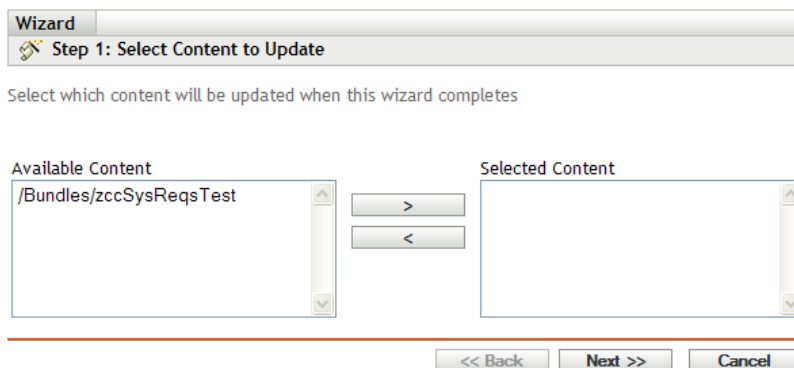 Wizard
Step 1: Select Content to Update
Select which content will be updated when this wizard completes
Available Content
Selected Content
/Bundles/zccSysReqsTest
>
<
<< Back
Next >>
Cancel